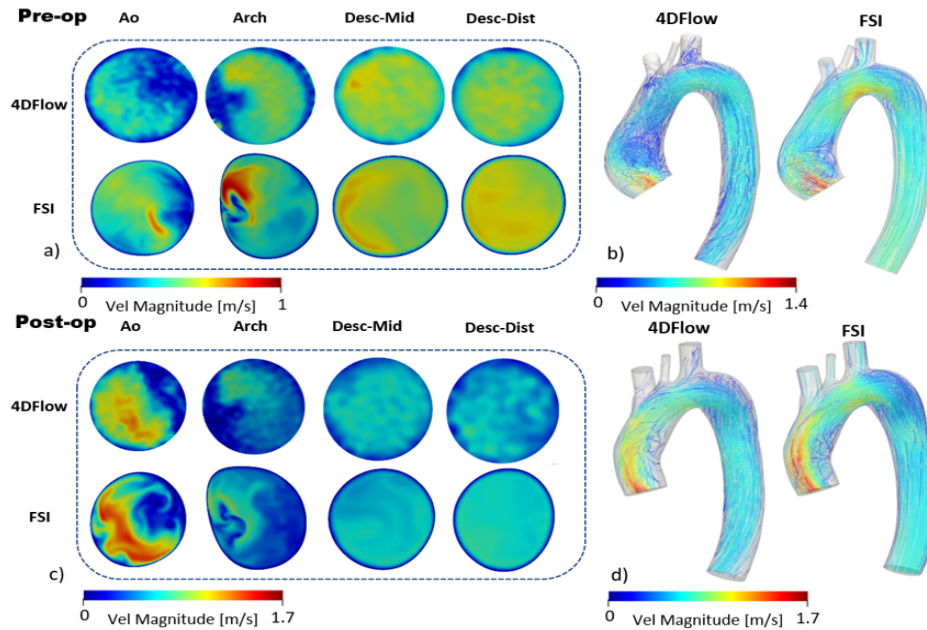 Pre-op
Ao Arch Desc-Mid Desc-Dist
4DFlow FSI
4DFlow
FSI
a)
b)
0 1
Vel Magnitude [m/s]
0 1.4
Vel Magnitude [m/s]
Post-op
Ao Arch Desc-Mid Desc-Dist
4DFlow FSI
4DFlow
FSI
c)
d)
0 1.7
Vel Magnitude [m/s]
0 1.7
Vel Magnitude [m/s]